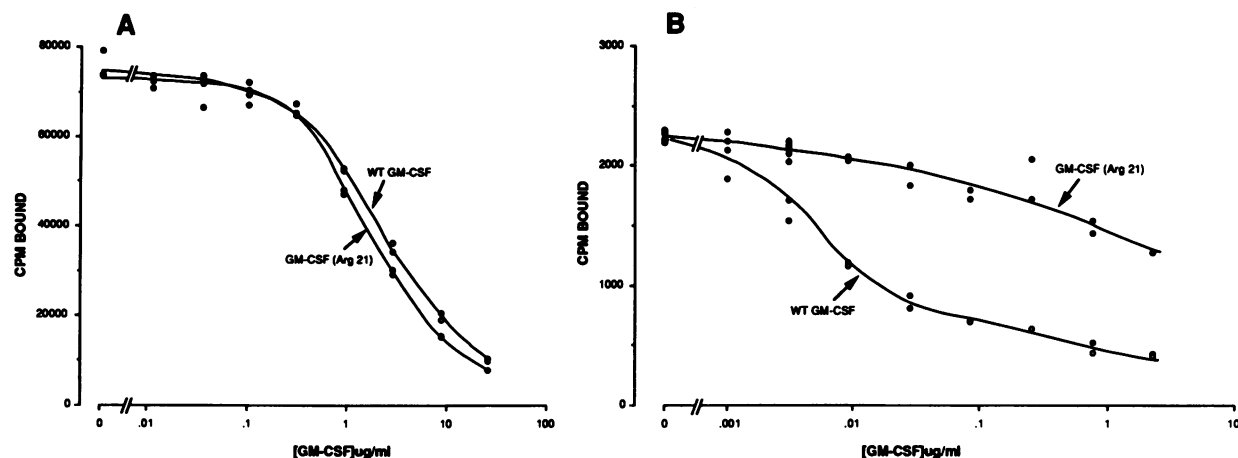 A
80000
60000
40000
20000
0
CPM BOUND
WT GM-CSF
GM-CSF (Arg 21)
0
.01
.1
1
10
100
[GM-CSF]ug/ml
B
3000
2000
1000
0
CPM BOUND
GM-CSF (Arg 21)
WT GM-CSF
0
.001
.01
.1
1
10
[GM-CSF]ug/ml